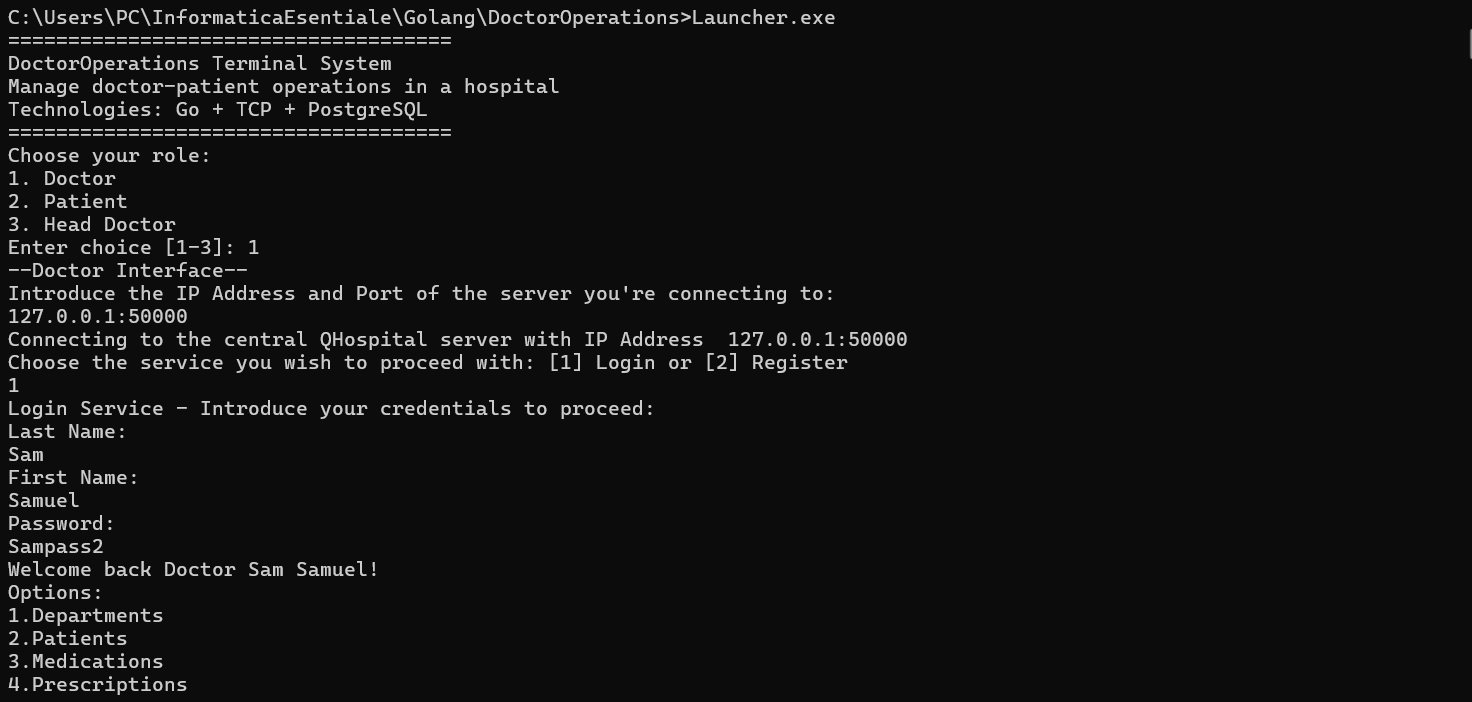 C:\Users\PC\InformaticaEsentiale\Golang\DoctorOperations>Launcher.exe
=====================================
DoctorOperations Terminal System
Manage doctor-patient operations in a hospital
Technologies: Go + TCP + PostgreSQL
=====================================
Choose your role:
1. Doctor
2. Patient
3. Head Doctor
Enter choice [1-3]: 1
--Doctor Interface--
Introduce the IP Address and Port of the server you're connecting to:
127.0.0.1:50000
Connecting to the central QHospital server with IP Address  127.0.0.1:50000
Choose the service you wish to proceed with: [1] Login or [2] Register
1
Login Service - Introduce your credentials to proceed:
Last Name:
Sam
First Name:
Samuel
Password:
Sampass2
Welcome back Doctor Sam Samuel!
Options:
1.Departments
2.Patients
3.Medications
4.Prescriptions